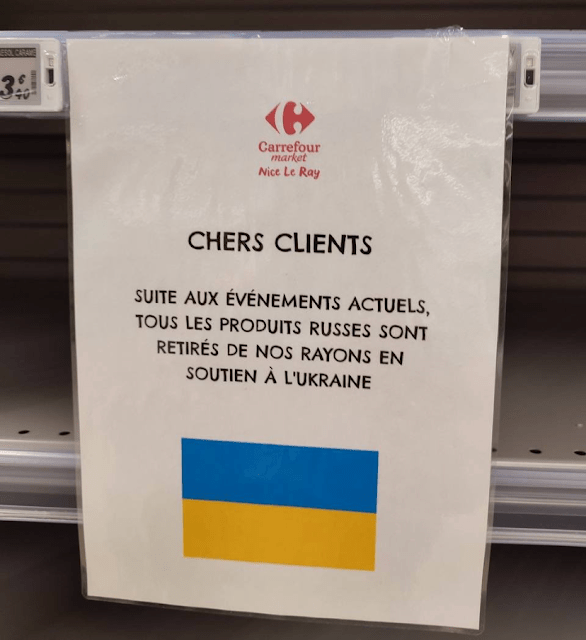 Carrefour
market
Nice Le Ray
CHERS CLIENTS
SUITE AUX ÉVÉNEMENTS ACTUELS,
TOUS LES PRODUITS RUSSES SONT
RETIRÉS DE NOS RAYONS EN
SOUTIEN À L'UKRAINE